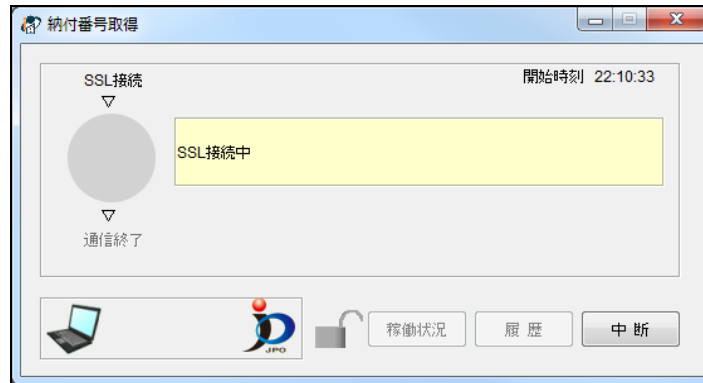 納付番号取得
SSL接続
開始時刻 22:10:33
▽
SSL接続中
▽
通信終了
JPO
稼働状況
履 歴
中 断